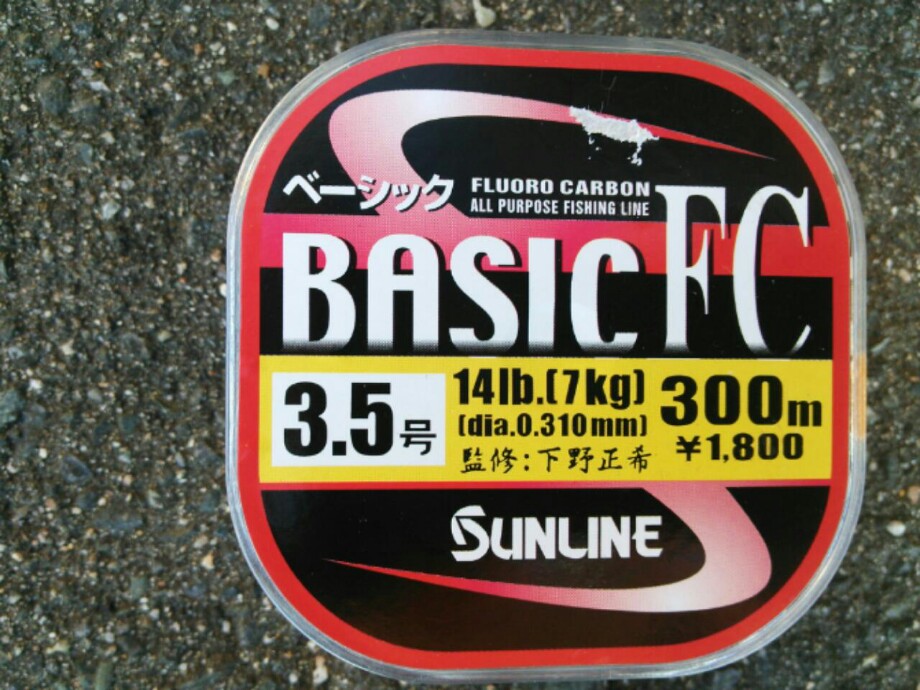 ベーシック FLUORO CARBON
ALL PURPOSE FISHING LINE
BASIC FC
3.5号
14lb.(7kg)
(dia.0.310mm)
監修:下野正希
300m
¥1,800
SUNLINE